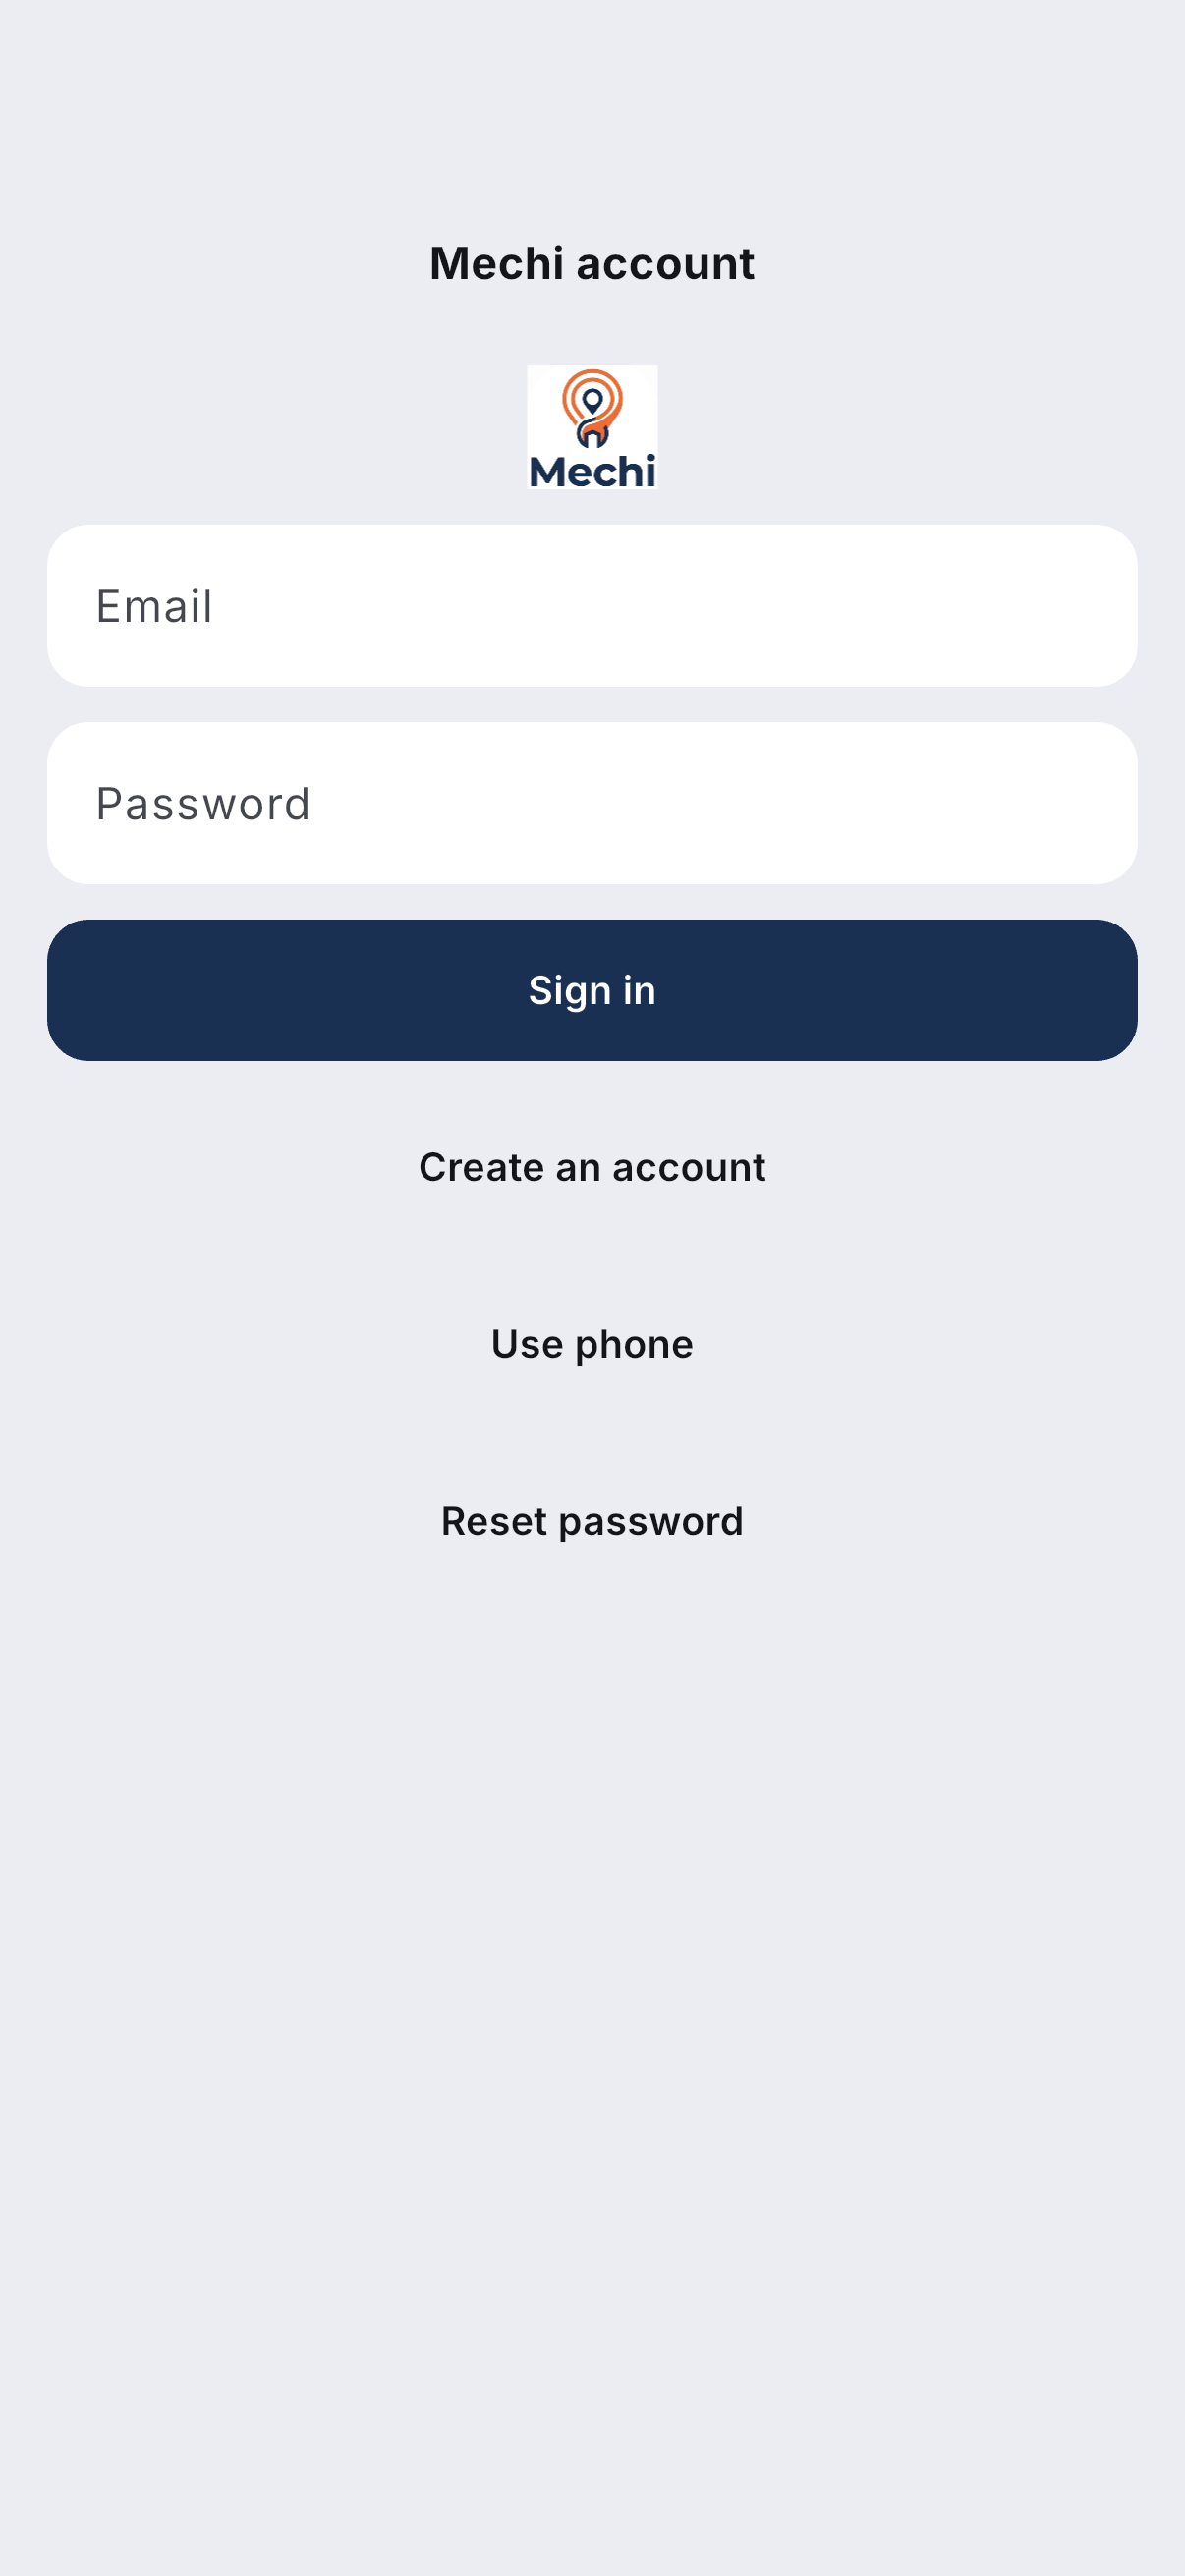 Mechi account
Mechi
Email
Password
Sign in
Create an account
Use phone
Reset password